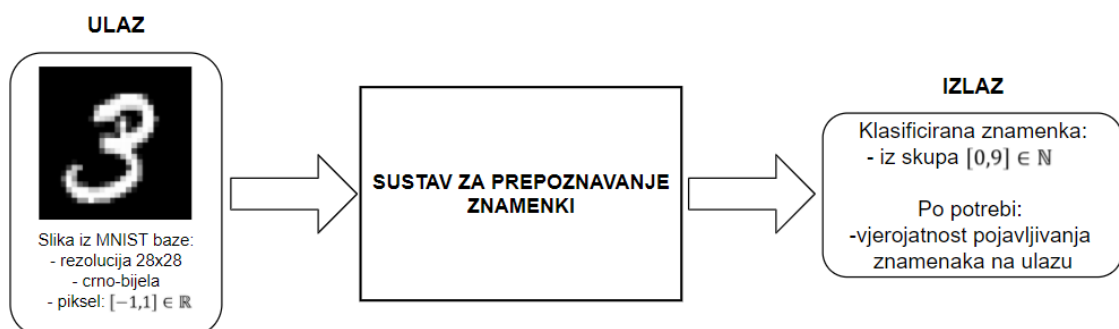 ULAZ
Slika iz MNIST baze:
- rezolucija 28x28
- crno-bijela
- piksel: [−1,1] ∈ ℝ
SUSTAV ZA PREPOZNAVANJE
ZNAMENKI
IZLAZ
Klasificirana znamenka:
- iz skupa [0,9] ∈ ℕ
Po potrebi:
-vjerojatnost pojavljivanja
znamenaka na ulazu